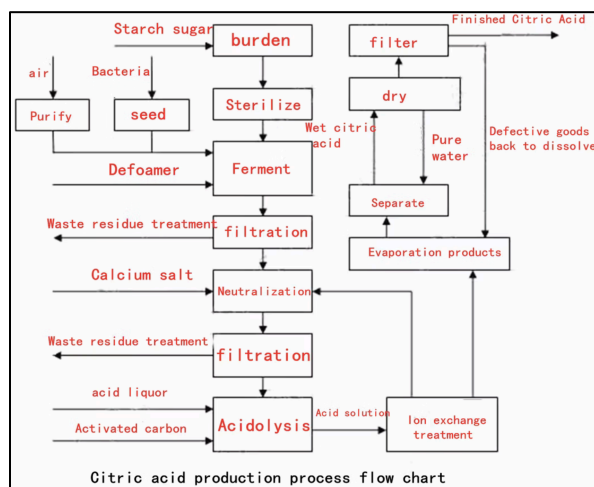 Starch sugar
burden
filter
Finished Citric Acid
air
Bacteria
Purify
seed
Sterilize
dry
Wet citric
acid
Pure
water
Defective goods
back to dissolve
Defoamer
Ferment
Separate
Waste residue treatment
filtration
Evaporation products
Calcium salt
Neutralization
Waste residue treatment
filtration
acid liquor
Activated carbon
Acidolysis
Acid solution
Ion exchange
treatment
Citric acid production process flow chart